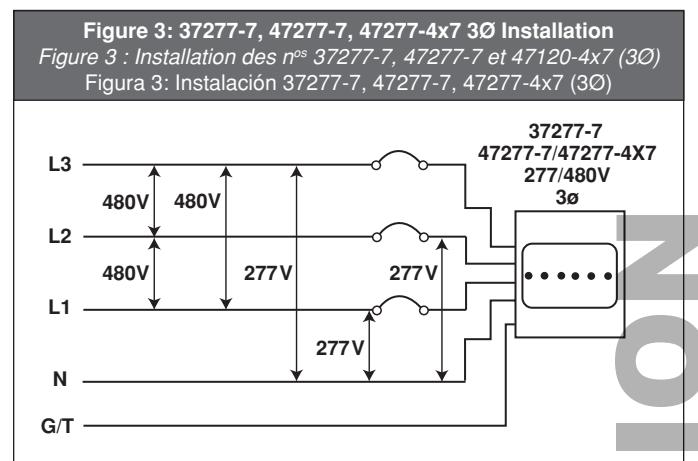 Figure 3: 37277-7, 47277-7, 47277-4x7 3Ø Installation
Figure 3 : Installation des nos 37277-7, 47277-7 et 47120-4x7 (3Ø)
Figura 3: Instalación 37277-7, 47277-7, 47277-4x7 (3Ø)
37277-7
47277-7/47277-4X7
277/480V
3ø
L3
480V 480V
L2
480V 277V 277V
L1
277V
N
G/T
ION